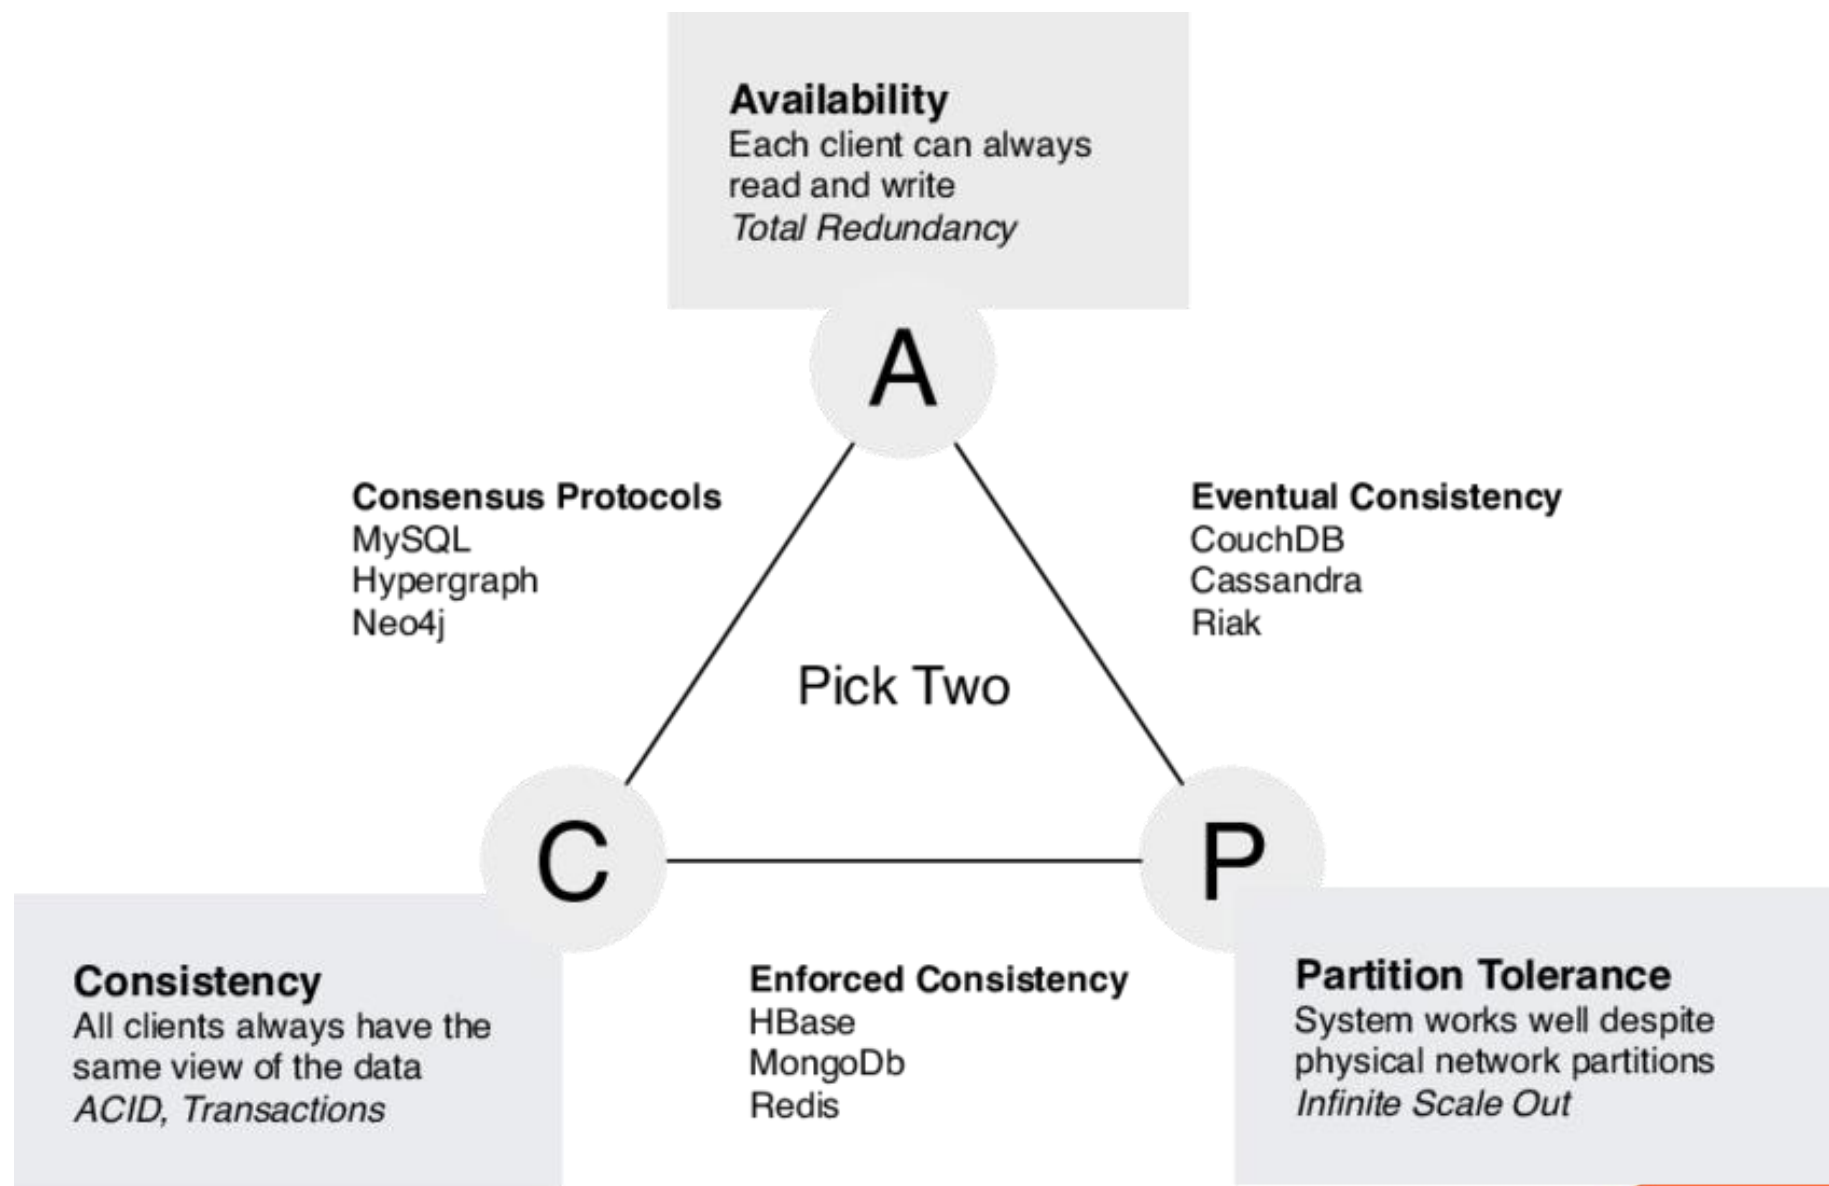 Availability
Each client can always
read and write
Total Redundancy
A
Consensus Protocols
MySQL
Hypergraph
Neo4j
Eventual Consistency
CouchDB
Cassandra
Riak
Pick Two
C
P
Consistency
All clients always have the
same view of the data
ACID, Transactions
Enforced Consistency
HBase
MongoDb
Redis
Partition Tolerance
System works well despite
physical network partitions
Infinite Scale Out